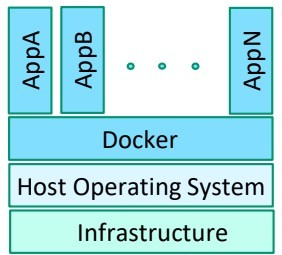 AppA
AppB
AppN
Docker
Host Operating System
Infrastructure